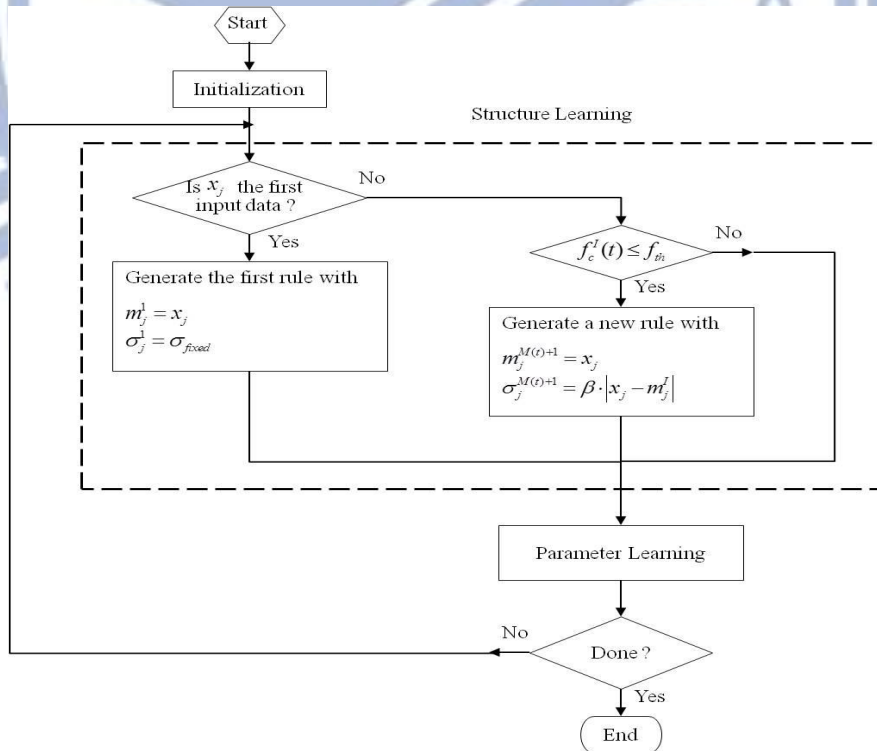 Start
Initialization
Structure Learning
Is x_j the first
input data ?
No
Yes
f_c^I(t) ≤ f_th
No
Yes
Generate the first rule with
m_j^1 = x_j
σ_j^1 = σ_fixed
Generate a new rule with
m_j^{M(t)+1} = x_j
σ_j^{M(t)+1} = β·|x_j − m_j^I|
Parameter Learning
Done ?
No
Yes
End